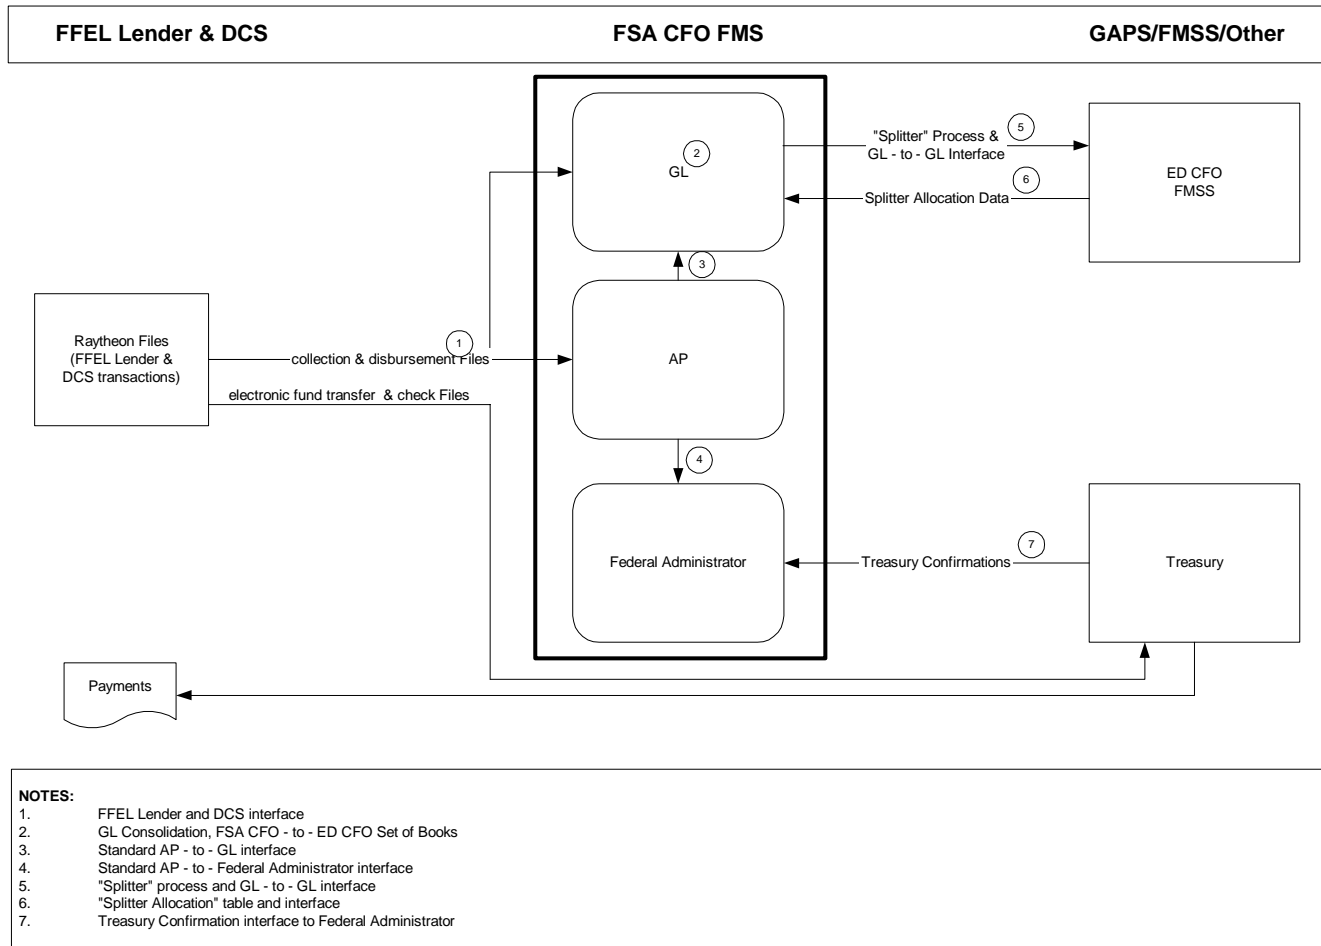 FFEL Lender & DCS
FSA CFO FMS
GAPS/FMSS/Other
GL
2
"Splitter" Process &
GL - to - GL Interface
5
ED CFO
FMSS
Splitter Allocation Data
6
3
Raytheon Files
(FFEL Lender &
DCS transactions)
collection & disbursement Files
1
AP
electronic fund transfer & check Files
4
Federal Administrator
Treasury Confirmations
7
Treasury
Payments
NOTES:
1. FFEL Lender and DCS interface
2. GL Consolidation, FSA CFO - to - ED CFO Set of Books
3. Standard AP - to - GL interface
4. Standard AP - to - Federal Administrator interface
5. "Splitter" process and GL - to - GL interface
6. "Splitter Allocation" table and interface
7. Treasury Confirmation interface to Federal Administrator